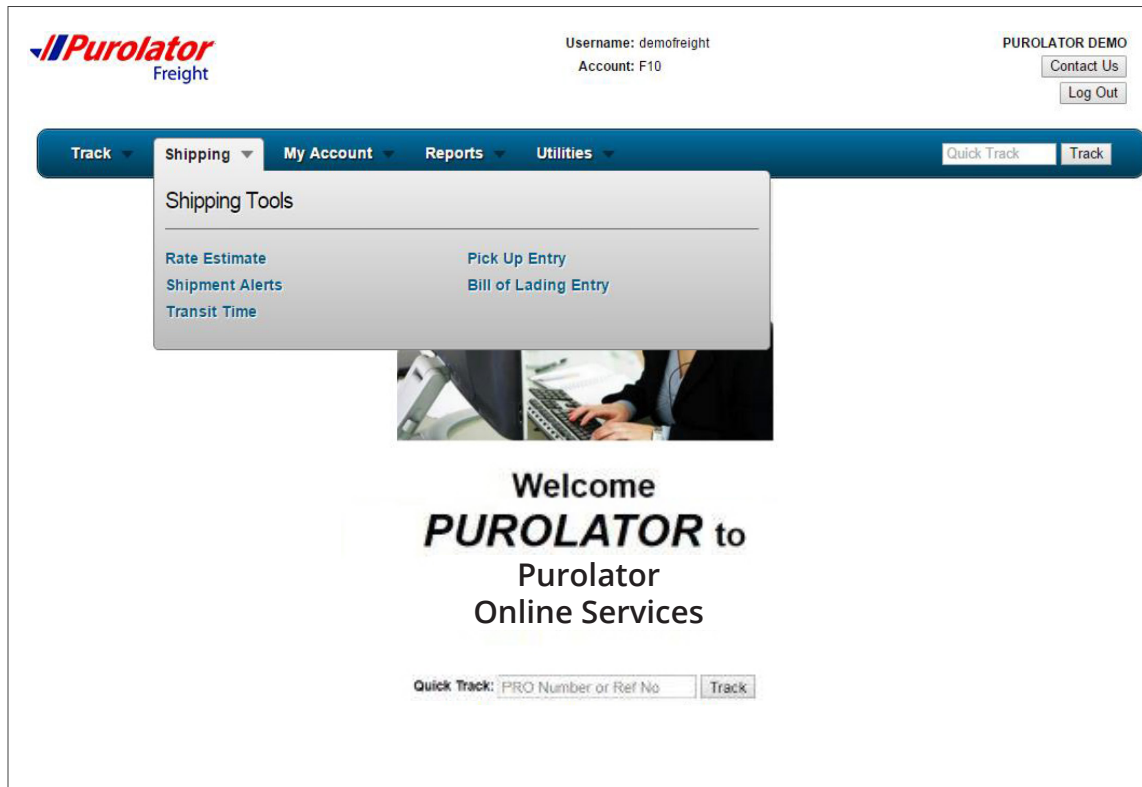 Purolator
Freight
Username: demofreight
Account: F10
PUROLATOR DEMO
Contact Us
Log Out
Track Shipping My Account Reports Utilities Quick Track Track
Shipping Tools
Rate Estimate Pick Up Entry
Shipment Alerts Bill of Lading Entry
Transit Time
Welcome
PUROLATOR to
Purolator
Online Services
Quick Track: PRO Number or Ref No Track